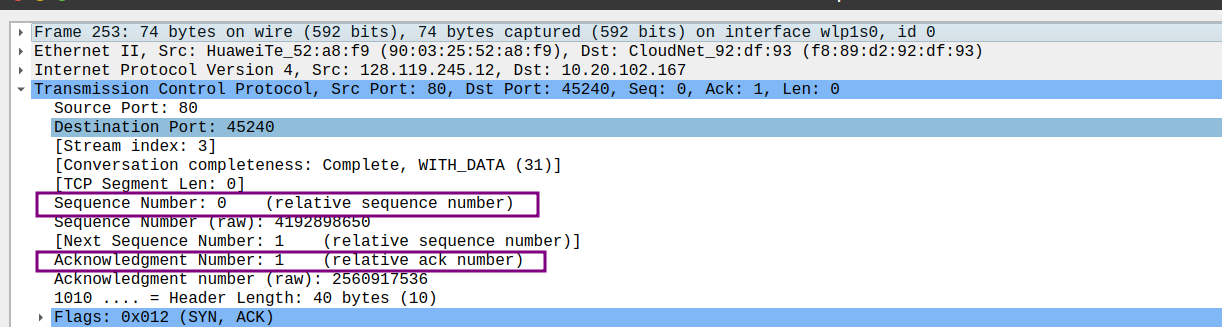 Frame 253: 74 bytes on wire (592 bits), 74 bytes captured (592 bits) on interface wlp1s0, id 0
Ethernet II, Src: HuaweiTe_52:a8:f9 (90:03:25:52:a8:f9), Dst: CloudNet_92:df:93 (f8:89:d2:92:df:93)
Internet Protocol Version 4, Src: 128.119.245.12, Dst: 10.20.102.167
Transmission Control Protocol, Src Port: 80, Dst Port: 45240, Seq: 0, Ack: 1, Len: 0
Source Port: 80
Destination Port: 45240
[Stream index: 3]
[Conversation completeness: Complete, WITH_DATA (31)]
[TCP Segment Len: 0]
Sequence Number: 0    (relative sequence number)
Sequence Number (raw): 4192898650
[Next Sequence Number: 1    (relative sequence number)]
Acknowledgment Number: 1    (relative ack number)
Acknowledgment number (raw): 2560917536
1010 .... = Header Length: 40 bytes (10)
Flags: 0x012 (SYN, ACK)